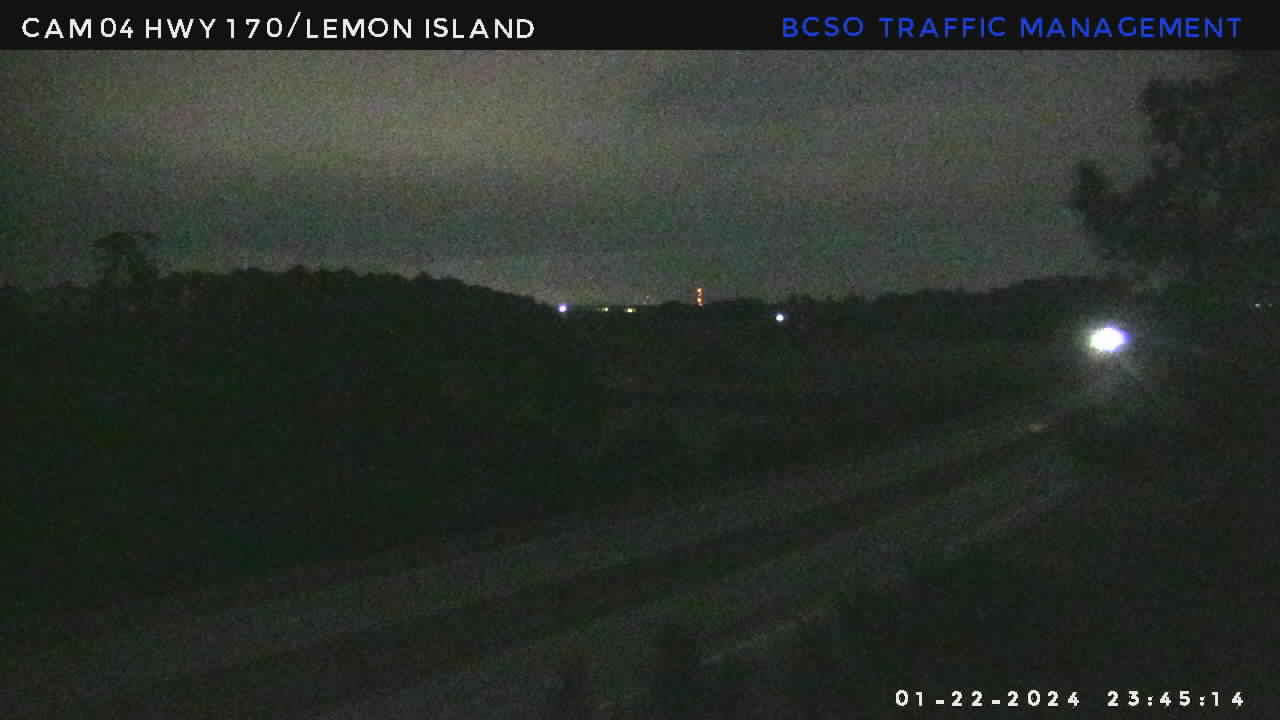 CAM04 HWY 170/LEMON ISLAND
BCSO TRAFFIC MANAGEMENT
01-22-2024 23:45:14